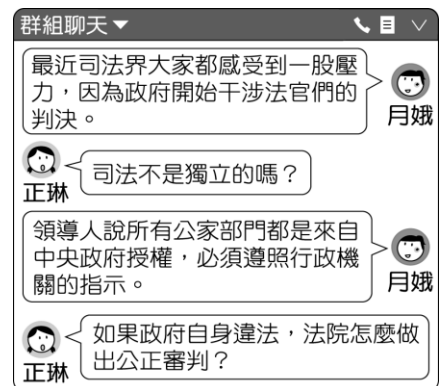 群組聊天
最近司法界大家都感受到一股壓
力，因為政府開始干涉法官們的
判決。
月娥
司法不是獨立的嗎？
正琳
領導人說所有公家部門都是來自
中央政府授權，必須遵照行政機
關的指示。
月娥
如果政府自身違法，法院怎麼做
出公正審判？
正琳